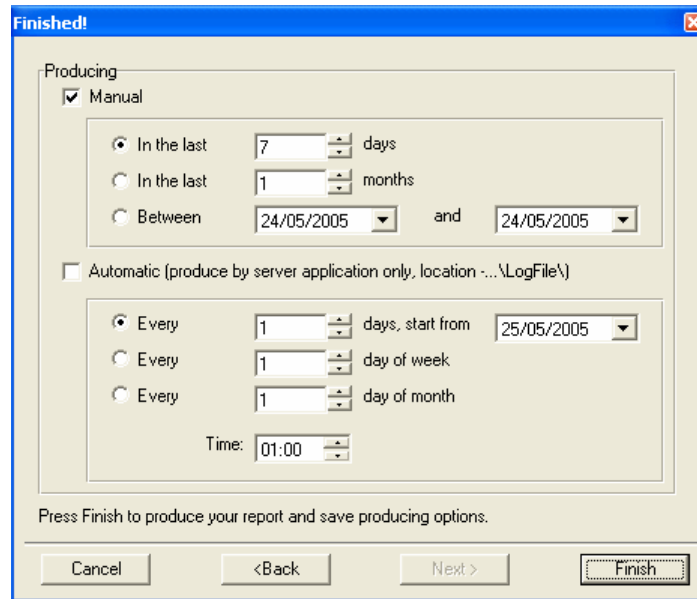 Finished!
Producing
Manual
In the last 7 days
In the last 1 months
Between 24/05/2005 and 24/05/2005
Automatic (produce by server application only, location -...\LogFile\)
Every 1 days, start from 25/05/2005
Every 1 day of week
Every 1 day of month
Time: 01:00
Press Finish to produce your report and save producing options.
Cancel <Back Next > Finish